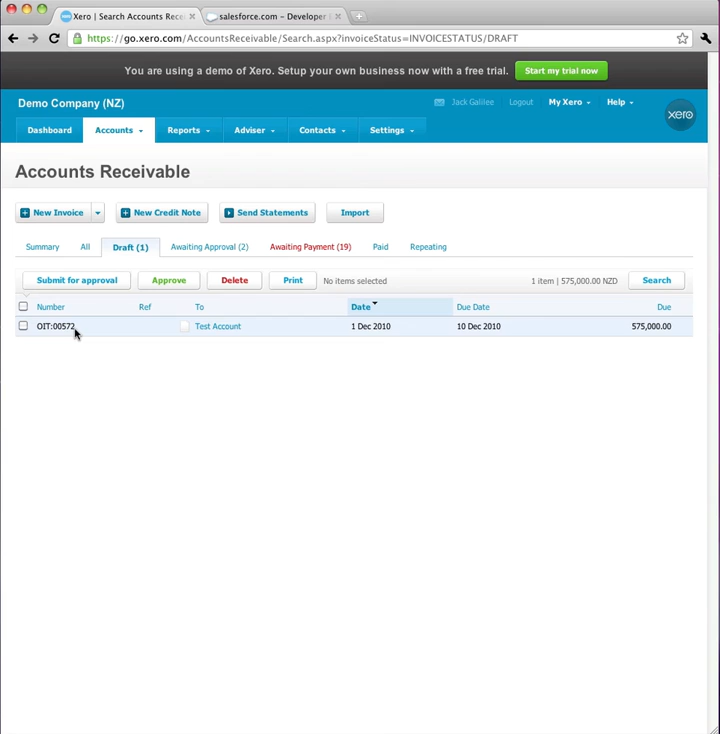 Xero | Search Accounts Rece
salesforce.com - Developer
https://go.xero.com/AccountsReceivable/Search.aspx?invoiceStatus=INVOICESTATUS/DRAFT
You are using a demo of Xero. Setup your own business now with a free trial. Start my trial now
Demo Company (NZ) Jack Galilee Logout My Xero Help
xero
Dashboard Accounts Reports Adviser Contacts Settings
Accounts Receivable
New Invoice New Credit Note Send Statements Import
Summary All Draft (1) Awaiting Approval (2) Awaiting Payment (19) Paid Repeating
Submit for approval Approve Delete Print No items selected 1 item | 575,000.00 NZD Search
Number Ref To Date Due Date Due
OIT:00572 Test Account 1 Dec 2010 10 Dec 2010 575,000.00